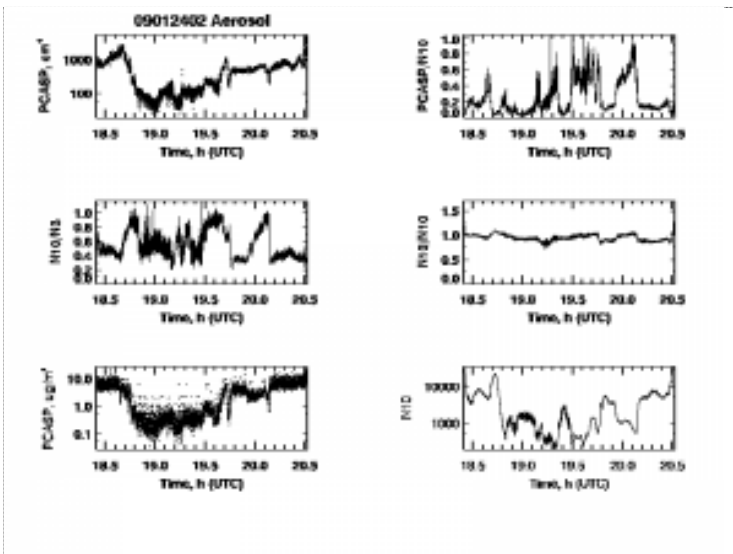 09012402 Aerosol
PCASP, cm⁻³
1000
100
18.5 19.0 19.5 20.0 20.5
Time, h (UTC)
PCASP/N10
1.0
0.8
0.6
0.4
0.2
0.0
18.5 19.0 19.5 20.0 20.5
Time, h (UTC)
N10/N3
1.0
0.8
0.6
0.4
0.2
0.0
18.5 19.0 19.5 20.0 20.5
Time, h (UTC)
1.5
1.0
0.5
0.0
18.5 19.0 19.5 20.0 20.5
Time, h (UTC)
PCASP, ug/m³
10.0
1.0
0.1
18.5 19.0 19.5 20.0 20.5
Time, h (UTC)
N10
10000
1000
18.5 19.0 19.5 20.0 20.5
Time, h (UTC)